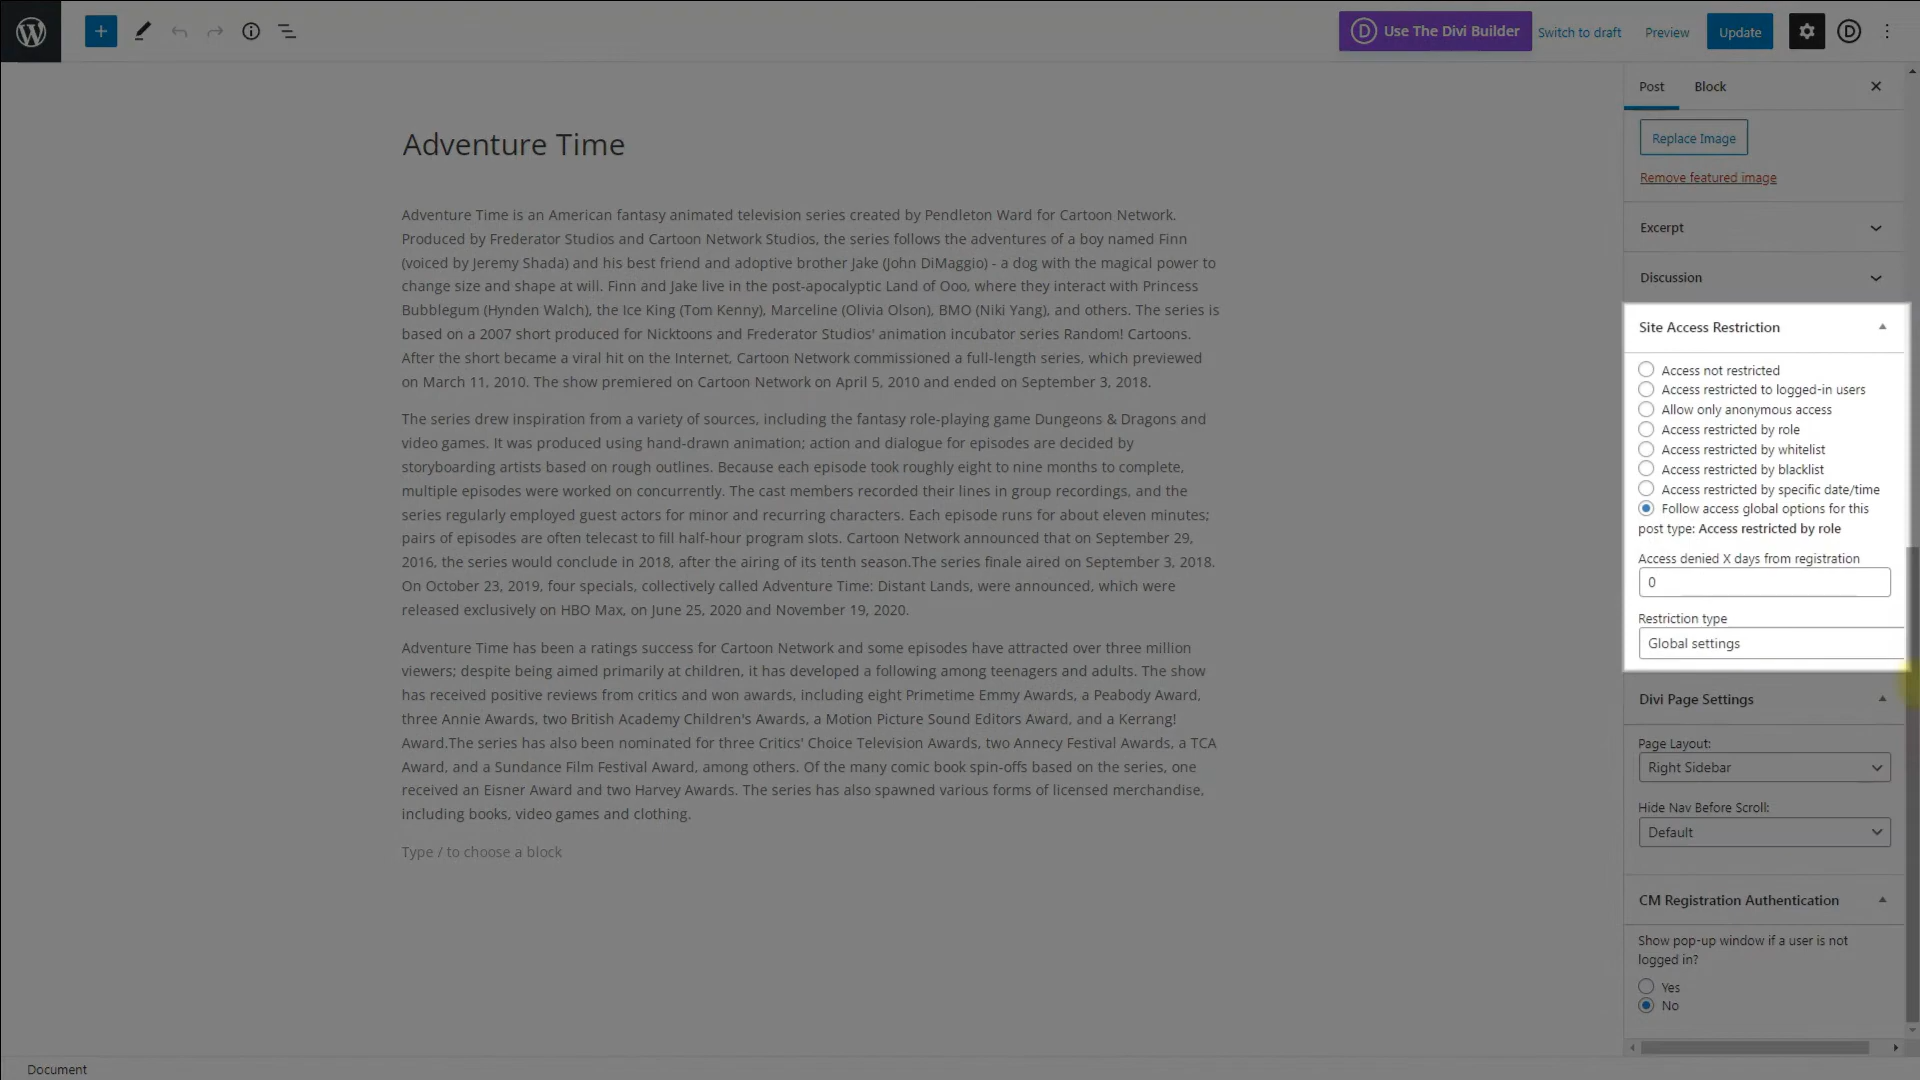 Use The Divi Builder Switch to draft Preview Update
Post Block
Replace Image
Remove featured image
Excerpt
Discussion
Site Access Restriction
Access not restricted
Access restricted to logged-in users
Allow only anonymous access
Access restricted by role
Access restricted by whitelist
Access restricted by blacklist
Access restricted by specific date/time
Follow access global options for this
post type: Access restricted by role
Access denied X days from registration
0
Restriction type
Global settings
Divi Page Settings
Page Layout:
Right Sidebar
Hide Nav Before Scroll:
Default
CM Registration Authentication
Show pop-up window if a user is not
logged in?
Yes
No
Adventure Time
Adventure Time is an American fantasy animated television series created by Pendleton Ward for Cartoon Network.
Produced by Frederator Studios and Cartoon Network Studios, the series follows the adventures of a boy named Finn
(voiced by Jeremy Shada) and his best friend and adoptive brother Jake (John DiMaggio) - a dog with the magical power to
change size and shape at will. Finn and Jake live in the post-apocalyptic Land of Ooo, where they interact with Princess
Bubblegum (Hynden Walch), the Ice King (Tom Kenny), Marceline (Olivia Olson), BMO (Niki Yang), and others. The series is
based on a 2007 short produced for Nicktoons and Frederator Studios' animation incubator series Random! Cartoons.
After the short became a viral hit on the Internet, Cartoon Network commissioned a full-length series, which previewed
on March 11, 2010. The show premiered on Cartoon Network on April 5, 2010 and ended on September 3, 2018.
The series drew inspiration from a variety of sources, including the fantasy role-playing game Dungeons & Dragons and
video games. It was produced using hand-drawn animation; action and dialogue for episodes are decided by
storyboarding artists based on rough outlines. Because each episode took roughly eight to nine months to complete,
multiple episodes were worked on concurrently. The cast members recorded their lines in group recordings, and the
series regularly employed guest actors for minor and recurring characters. Each episode runs for about eleven minutes;
pairs of episodes are often telecast to fill half-hour program slots. Cartoon Network announced that on September 29,
2016, the series would conclude in 2018, after the airing of its tenth season.The series finale aired on September 3, 2018.
On October 23, 2019, four specials, collectively called Adventure Time: Distant Lands, were announced, which were
released exclusively on HBO Max, on June 25, 2020 and November 19, 2020.
Adventure Time has been a ratings success for Cartoon Network and some episodes have attracted over three million
viewers; despite being aimed primarily at children, it has developed a following among teenagers and adults. The show
has received positive reviews from critics and won awards, including eight Primetime Emmy Awards, a Peabody Award,
three Annie Awards, two British Academy Children's Awards, a Motion Picture Sound Editors Award, and a Kerrang!
Award.The series has also been nominated for three Critics' Choice Television Awards, two Annecy Festival Awards, a TCA
Award, and a Sundance Film Festival Award, among others. Of the many comic book spin-offs based on the series, one
received an Eisner Award and two Harvey Awards. The series has also spawned various forms of licensed merchandise,
including books, video games and clothing.
Type / to choose a block
Document